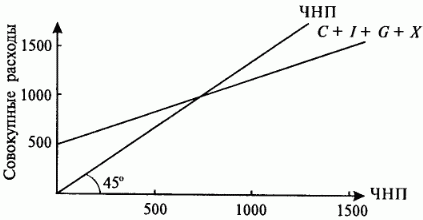 ЧНП
C + I + G + X
Совокупные расходы
1500
1000
500
45°
ЧНП
500
1000
1500